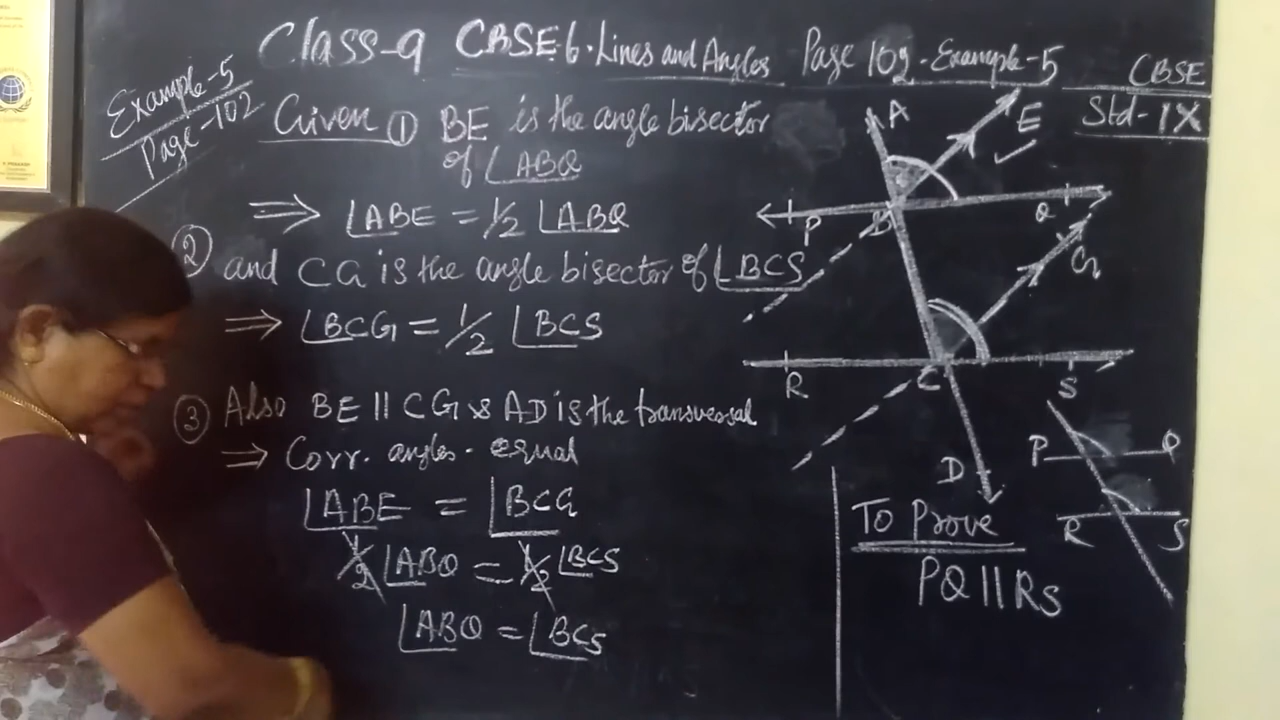 Class-9 CBSE 6. Lines and Angles Page 102 - Example-5
Example-5
Page-102
CBSE
Std-IX
Given ① BE is the angle bisector
of ∠ABQ
⇒ ∠ABE = 1/2 ∠ABQ
② and CG is the angle bisector of ∠BCS
⇒ ∠BCG = 1/2 ∠BCS
③ Also BE || CG & AD is the transversal
⇒ Corr. angles. equal
∠ABE = ∠BCG
1/2 ∠ABQ = 1/2 ∠BCS
∠ABQ = ∠BCS
A
E
P
B
Q
G
R
C
S
D
P
Q
R
S
To Prove
PQ || RS